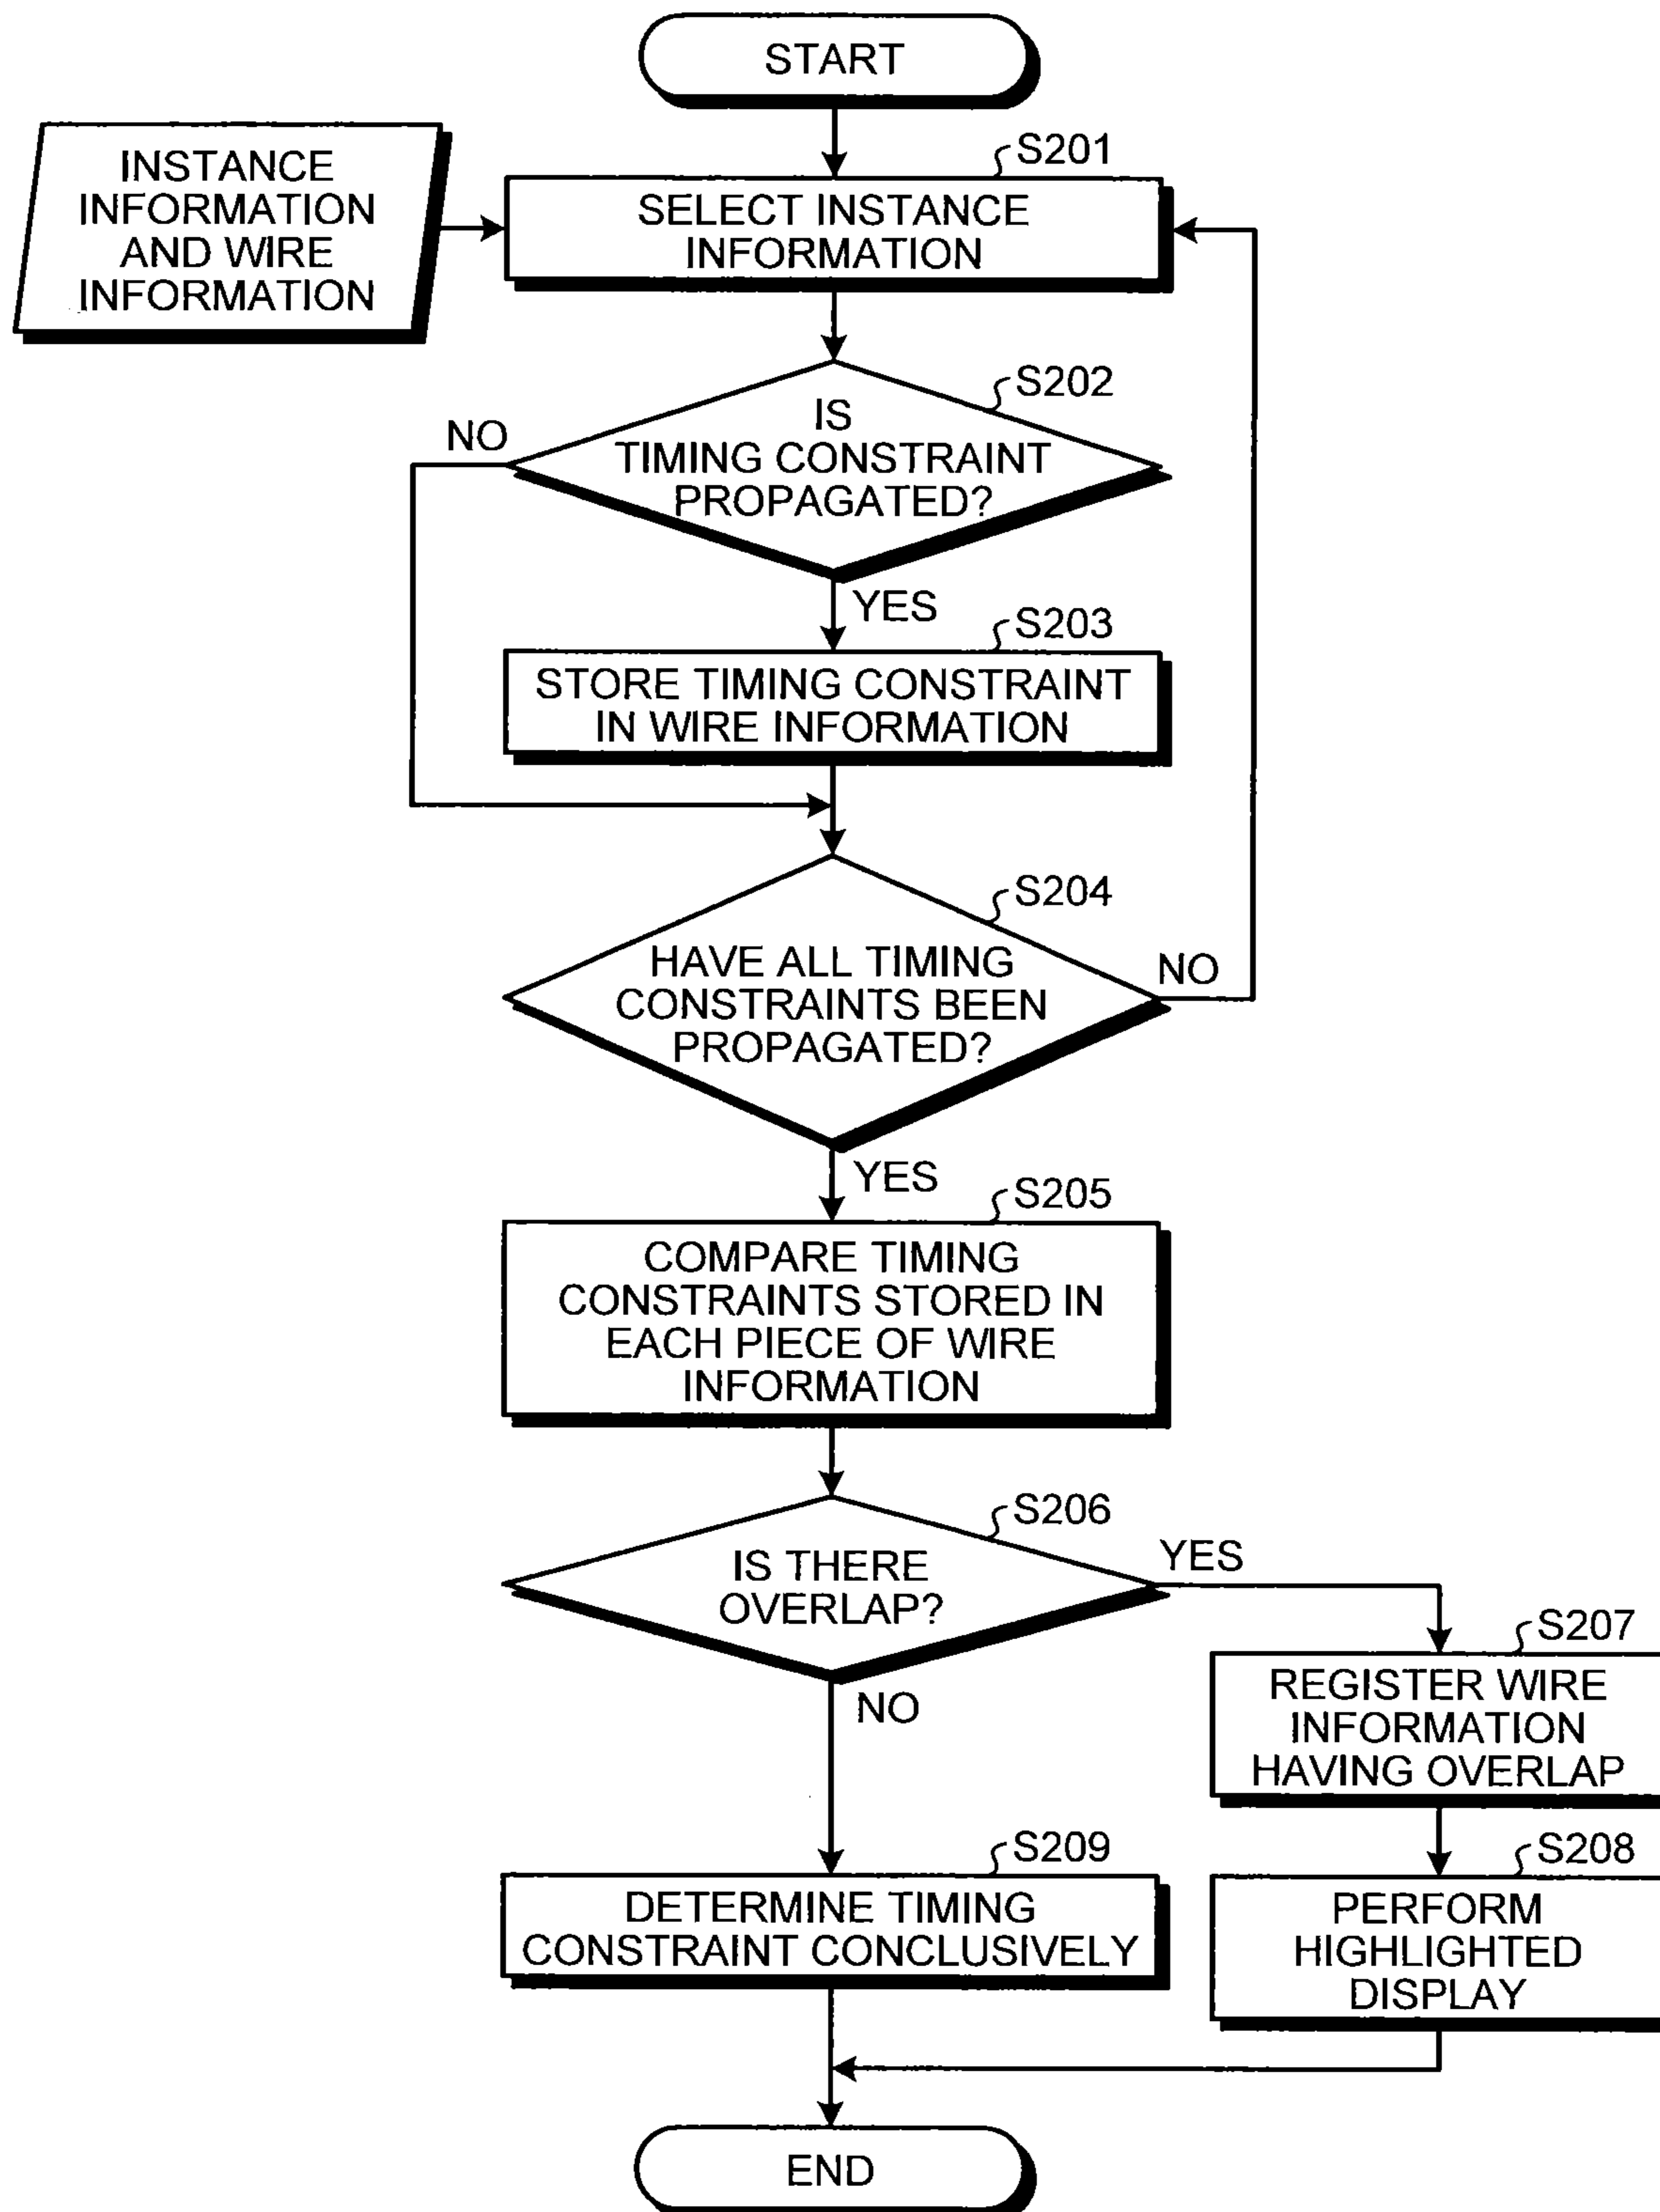 START
INSTANCE
INFORMATION
AND WIRE
INFORMATION
S201
SELECT INSTANCE
INFORMATION
S202
IS
TIMING CONSTRAINT
PROPAGATED?
NO
YES
S203
STORE TIMING CONSTRAINT
IN WIRE INFORMATION
S204
HAVE ALL TIMING
CONSTRAINTS BEEN
PROPAGATED?
NO
YES
S205
COMPARE TIMING
CONSTRAINTS STORED IN
EACH PIECE OF WIRE
INFORMATION
S206
IS THERE
OVERLAP?
YES
NO
S207
REGISTER WIRE
INFORMATION
HAVING OVERLAP
S208
PERFORM
HIGHLIGHTED
DISPLAY
S209
DETERMINE TIMING
CONSTRAINT CONCLUSIVELY
END